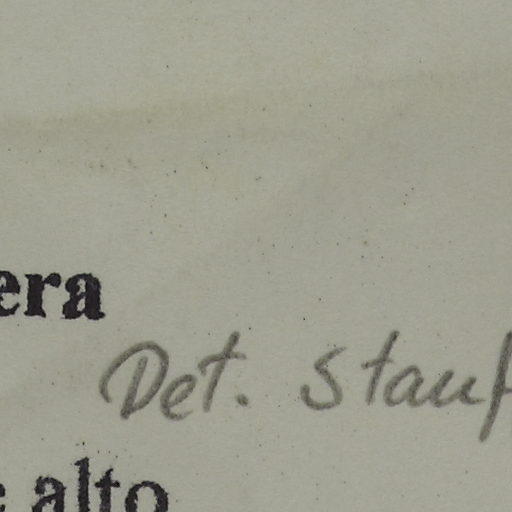 era
Det. Stauf
alto